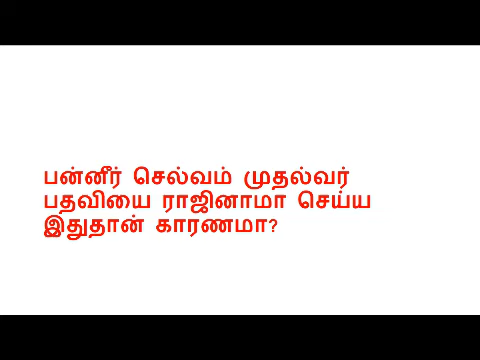 பன்னீர் செல்வம் முதல்வர்
பதவியை ராஜினாமா செய்ய
இதுதான் காரணமா?